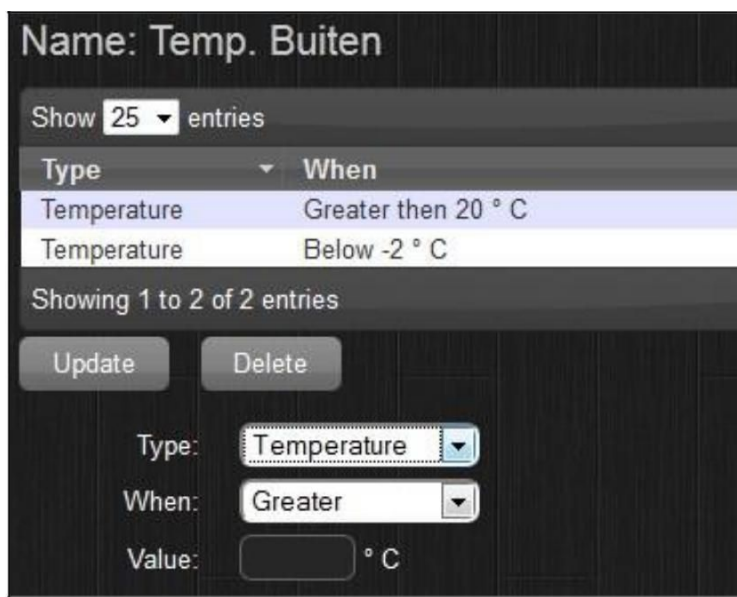 Name: Temp. Buiten
Show 25 entries
Type When
Temperature Greater then 20 ° C
Temperature Below -2 ° C
Showing 1 to 2 of 2 entries
Update Delete
Type: Temperature
When: Greater
Value: ° C